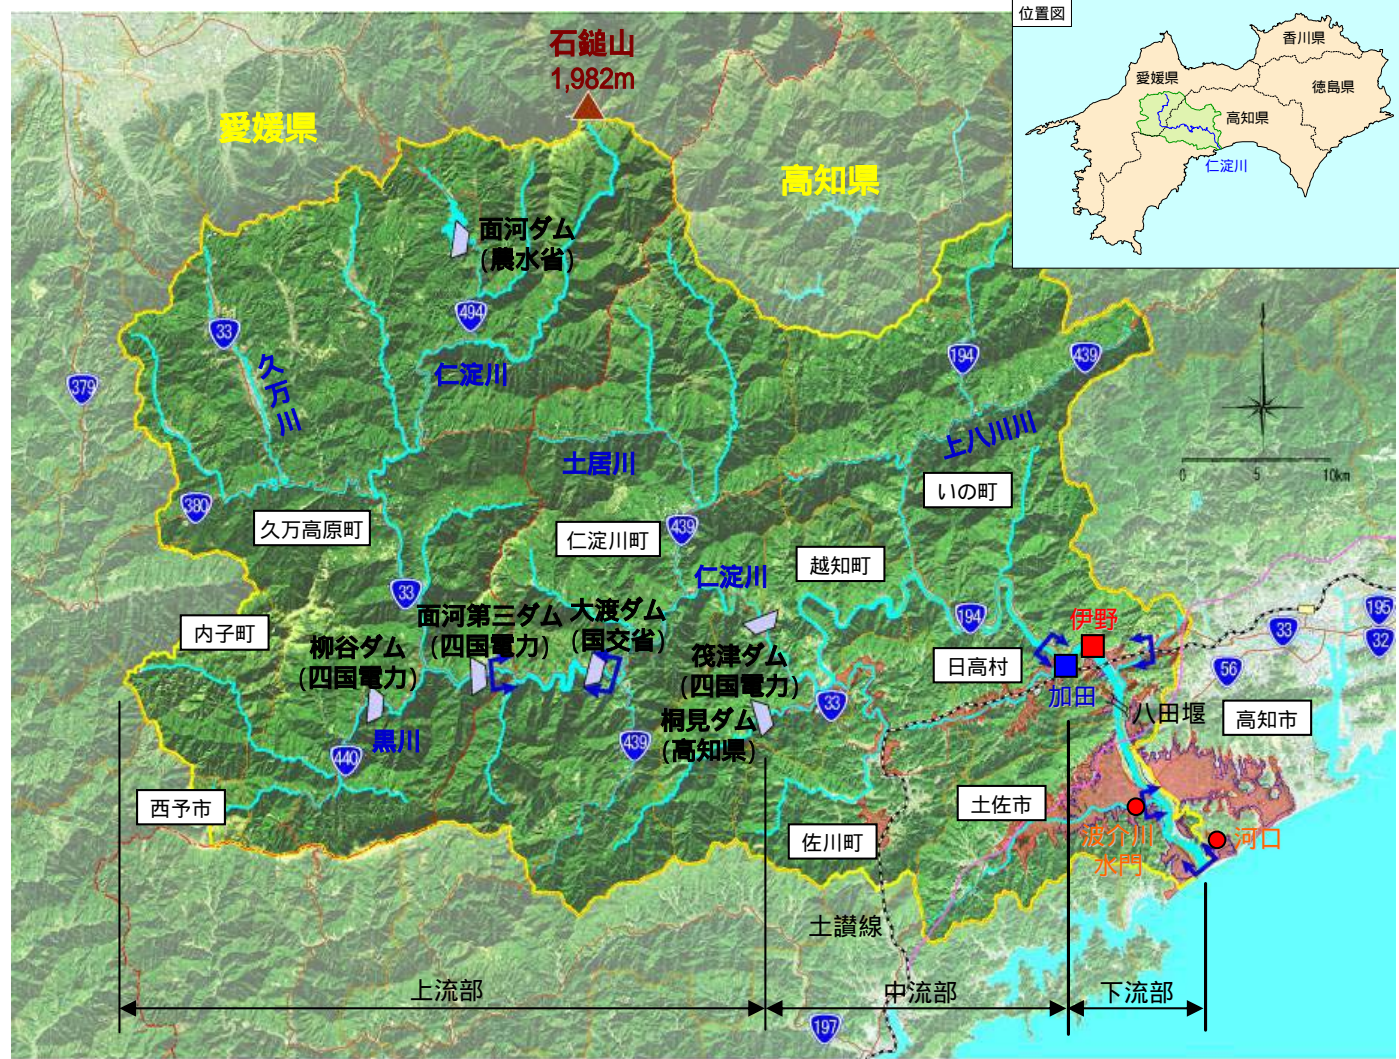 位置図
香川県
愛媛県
徳島県
高知県
仁淀川
石鎚山
1,982m
愛媛県
高知県
面河ダム
(農水省)
494
33
久万川
仁淀川
379
194
439
上八川川
土居川
0 5 10km
380
久万高原町
いの町
439
仁淀川町
越知町
仁淀川
33
面河第三ダム
(四国電力)
大渡ダム
(国交省)
194
伊野
195
33
32
内子町
柳谷ダム
(四国電力)
筏津ダム
(四国電力)
日高村
加田
56
33
八田堰
高知市
桐見ダム
(高知県)
黒川
439
440
西予市
土佐市
波介川
水門
河口
佐川町
土讃線
上流部
中流部
下流部
197